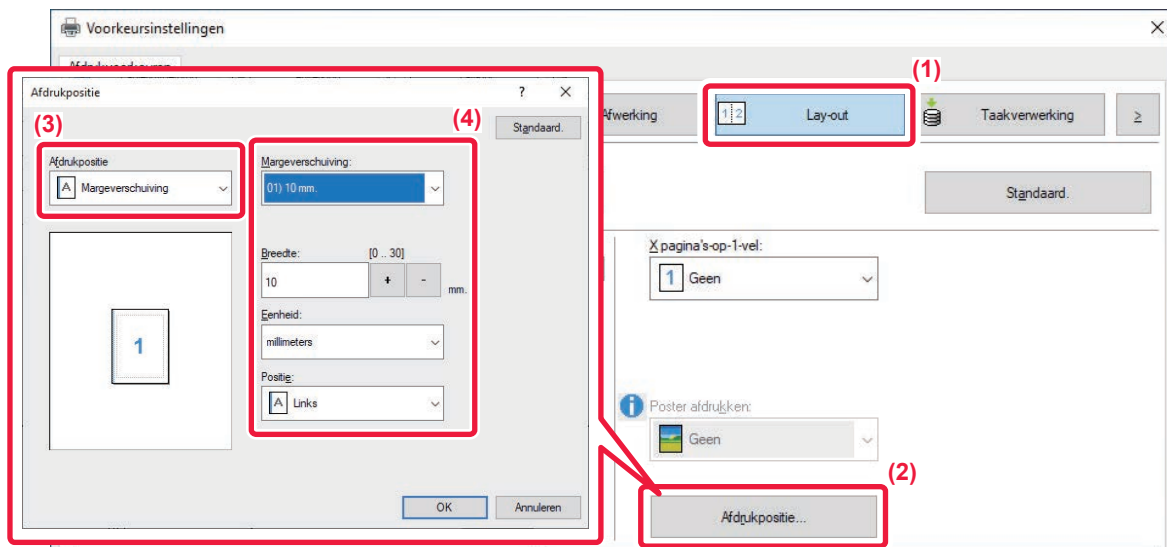 Voorkeursinstellingen
(1)
Afdrukpositie
?
(3)
(4)
Standaard.
Afwerking
1 2
Lay-out
Taakverwerking
≥
Afdrukpositie
A Margeverschuiving
Margeverschuiving:
01) 10 mm.
Standaard.
Breedte: [0 .. 30]
10 + - mm.
X pagina's-op-1-vel:
1 Geen
1
Eenheid:
millimeters
Positie:
A Links
Poster afdrukken:
Geen
(2)
OK
Annuleren
Afdrukpositie...